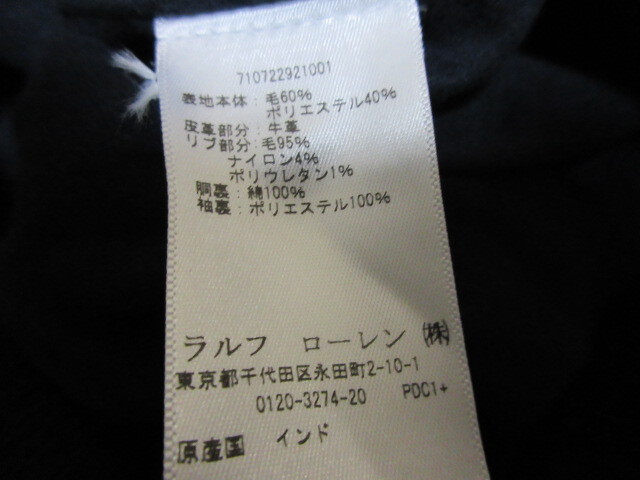 710722921001
表地本体:毛60%
ポリエステル40%
皮革部分:牛革
リブ部分:毛95%
ナイロン4%
ポリウレタン1%
胴裏:綿100%
袖裏:ポリエステル100%
ラルフ ローレン ㈱
東京都千代田区永田町2-10-1
0120-3274-20 PDC1+
原産国 インド